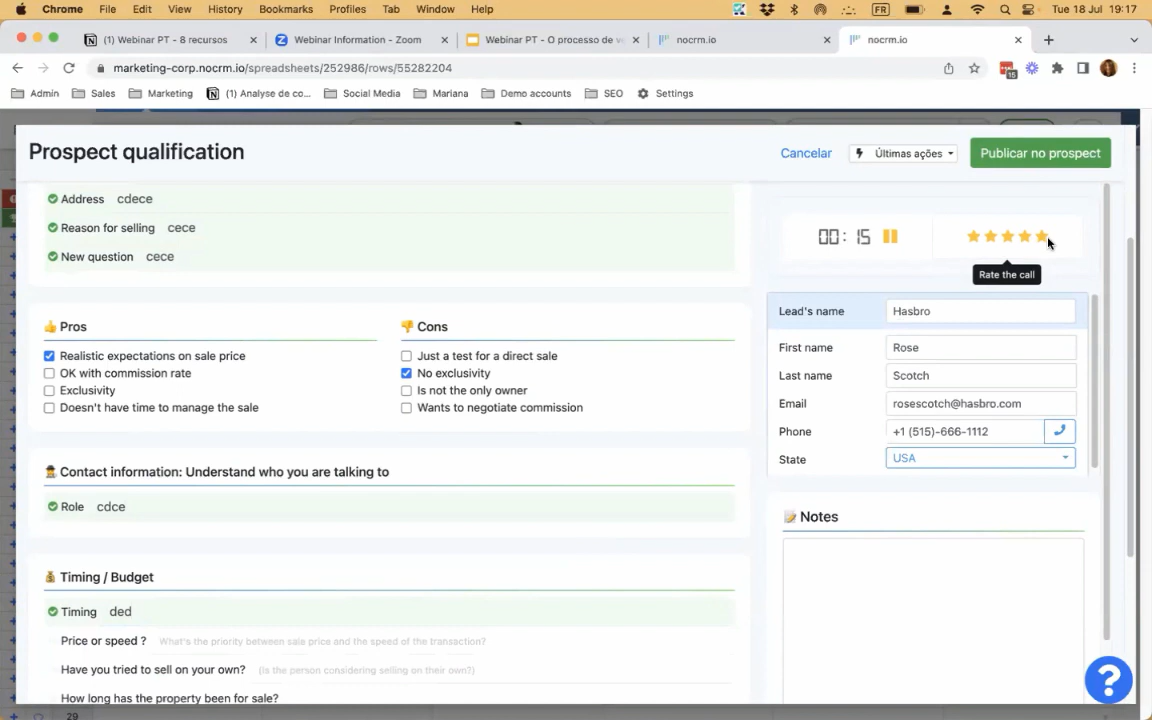 Chrome File Edit View History Bookmarks Profiles Tab Window Help FR Tue 18 Jul 19:17
(1) Webinar PT - 8 recursos Webinar Information - Zoom Webinar PT - O processo de ve nocrm.io nocrm.io
marketing-corp.nocrm.io/spreadsheets/252986/rows/55282204 15
Admin Sales Marketing (1) Analyse de co... Social Media Mariana Demo accounts SEO Settings
Prospect qualification Cancelar Últimas ações Publicar no prospect
Address cdece
Reason for selling cece
New question cece
00:15
Rate the call
Pros
Realistic expectations on sale price
OK with commission rate
Exclusivity
Doesn't have time to manage the sale
Cons
Just a test for a direct sale
No exclusivity
Is not the only owner
Wants to negotiate commission
Lead's name Hasbro
First name Rose
Last name Scotch
Email rosescotch@hasbro.com
Phone +1 (515)-666-1112
State USA
Contact information: Understand who you are talking to
Role cdce
Notes
Timing / Budget
Timing ded
Price or speed ? What's the priority between sale price and the speed of the transaction?
Have you tried to sell on your own? (Is the person considering selling on their own?)
How long has the property been for sale?
?
29